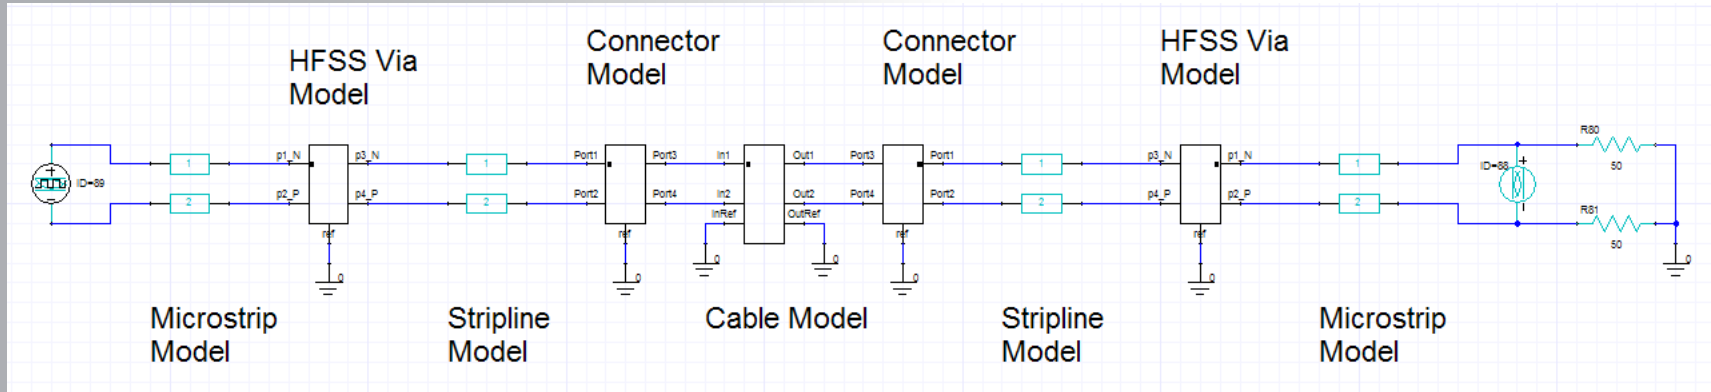 HFSS Via
Model
Connector
Model
Connector
Model
HFSS Via
Model
+
ID=89
1
2
p1_N
p2_P
p3_N
p4_P
ref
0
1
2
Port1
Port2
Port3
Port4
ref
0
In1
In2
InRef
Out1
Out2
OutRef
0
0
Port3
Port4
Port1
Port2
ref
0
1
2
p3_N
p4_P
p1_N
p2_P
ref
0
1
2
ID=88
+
R80
50
R81
50
0
Microstrip
Model
Stripline
Model
Cable Model
Stripline
Model
Microstrip
Model